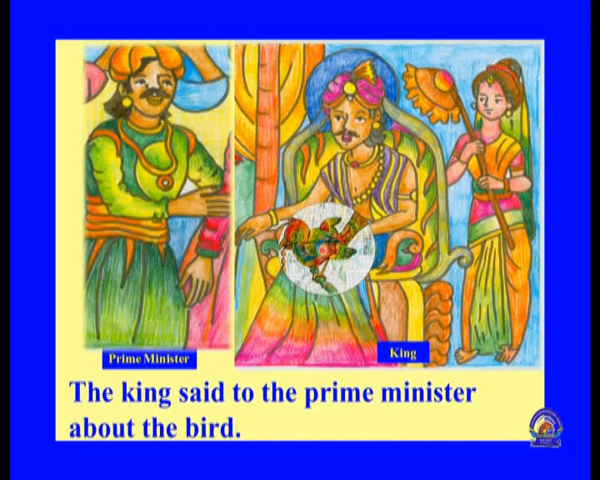 Prime Minister
King
The king said to the prime minister
about the bird.